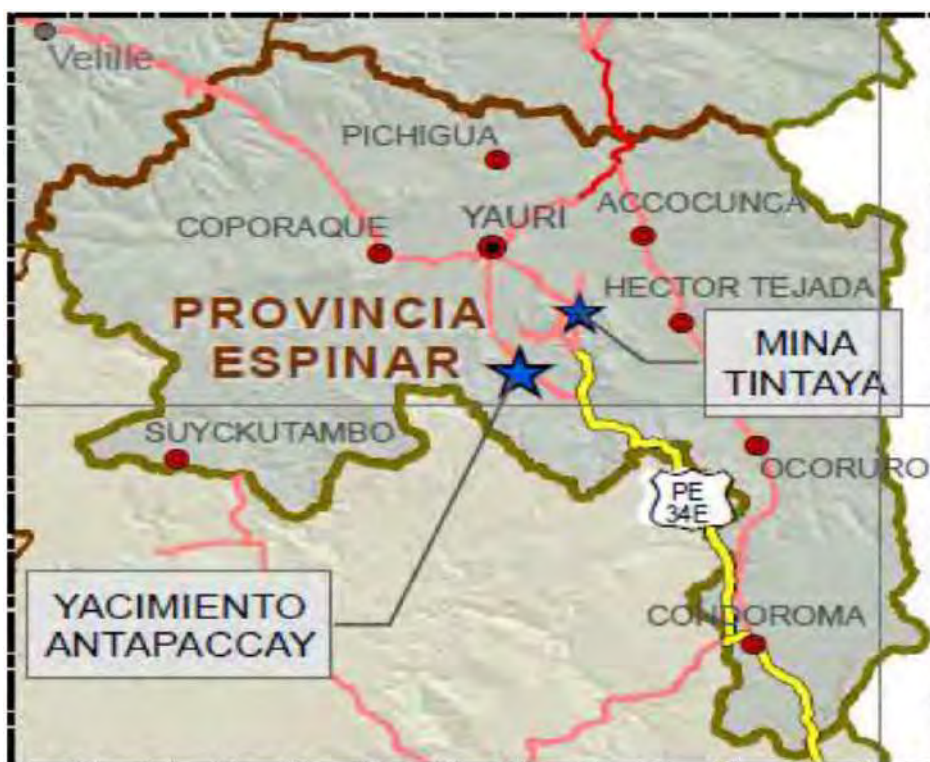 Velille
PICHIGUA
ACCOCUNCA
YAURI
COPORAQUE
HECTOR TEJADA
PROVINCIA
ESPINAR
MINA
TINTAYA
SUYCKUTAMBO
OCORURO
PE
34E
YACIMIENTO
ANTAPACCAY
CONDOROMA